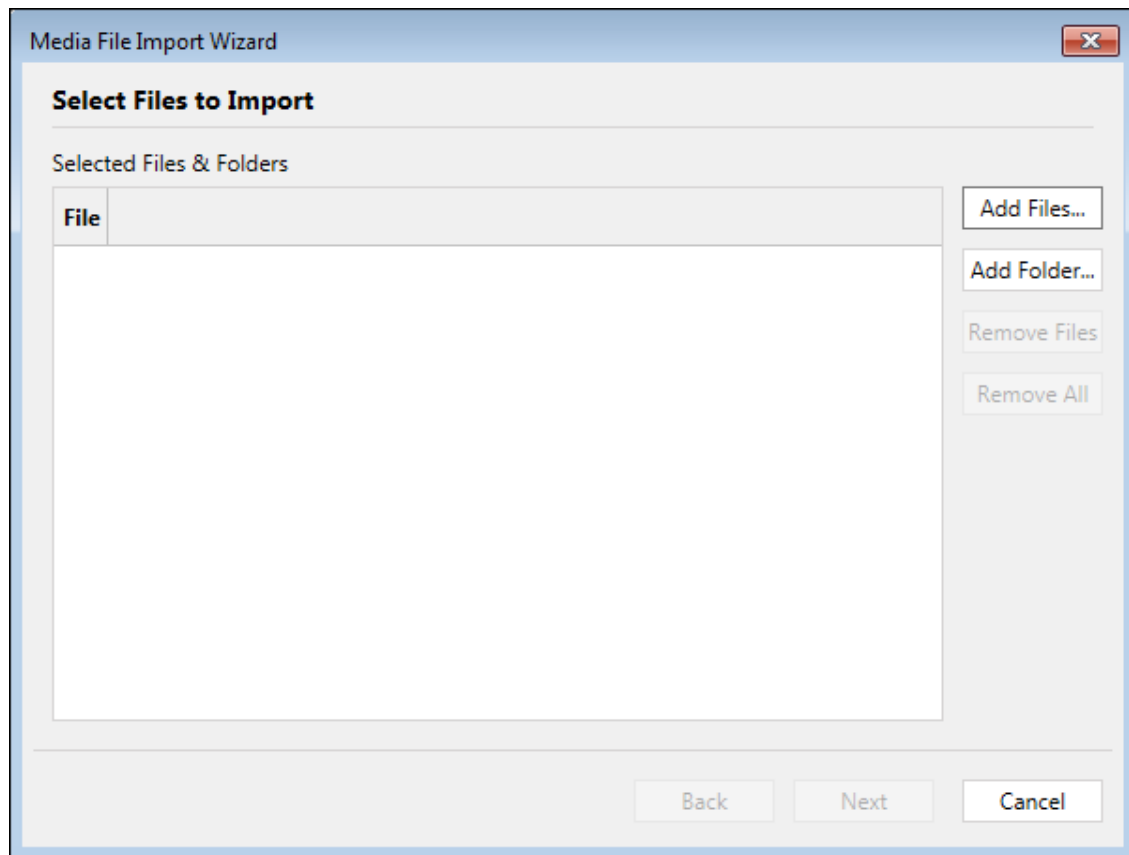 Media File Import Wizard
Select Files to Import
Selected Files & Folders
File
Add Files...
Add Folder...
Remove Files
Remove All
Back
Next
Cancel